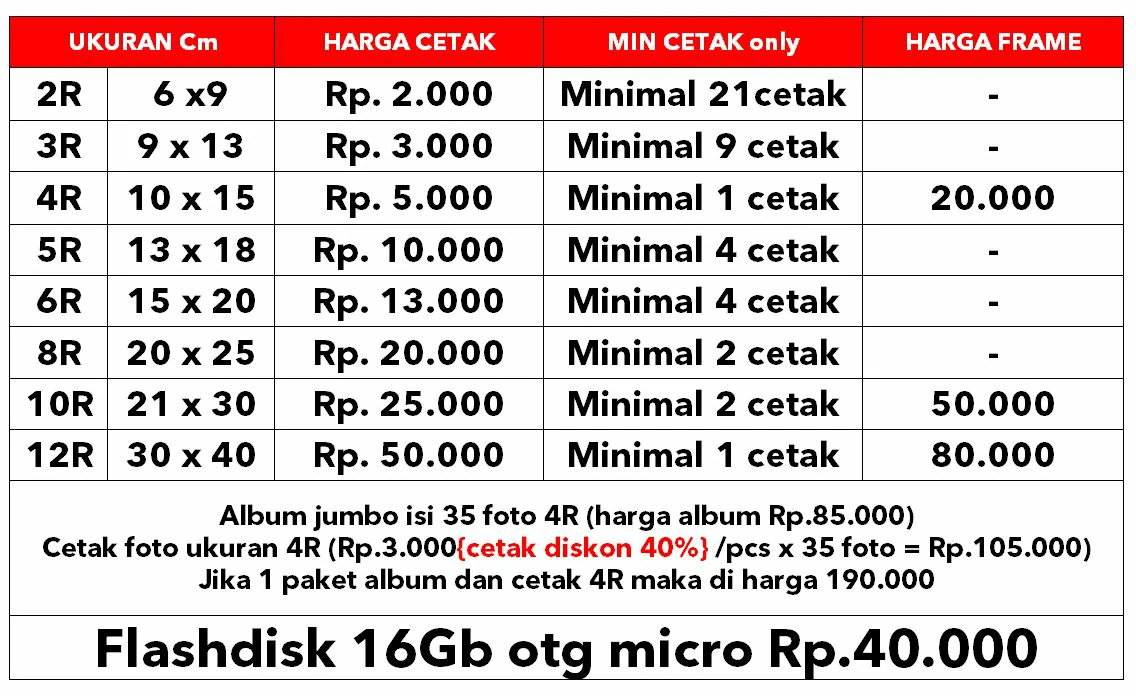 UKURAN Cm HARGA CETAK MIN CETAK only HARGA FRAME
2R 6 x9 Rp. 2.000 Minimal 21cetak -
3R 9 x 13 Rp. 3.000 Minimal 9 cetak -
4R 10 x 15 Rp. 5.000 Minimal 1 cetak 20.000
5R 13 x 18 Rp. 10.000 Minimal 4 cetak -
6R 15 x 20 Rp. 13.000 Minimal 4 cetak -
8R 20 x 25 Rp. 20.000 Minimal 2 cetak -
10R 21 x 30 Rp. 25.000 Minimal 2 cetak 50.000
12R 30 x 40 Rp. 50.000 Minimal 1 cetak 80.000
Album jumbo isi 35 foto 4R (harga album Rp.85.000)
Cetak foto ukuran 4R (Rp.3.000{cetak diskon 40%} /pcs x 35 foto = Rp.105.000)
Jika 1 paket album dan cetak 4R maka di harga 190.000
Flashdisk 16Gb otg micro Rp.40.000